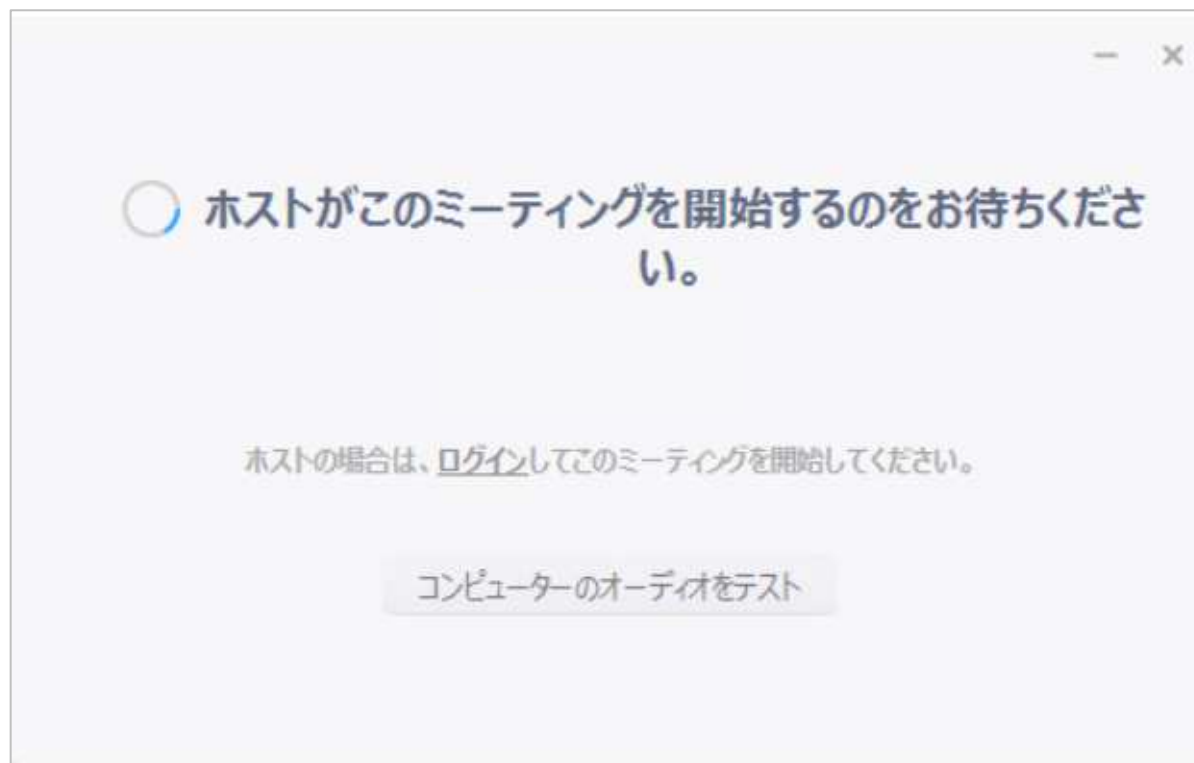 ホストがこのミーティングを開始するのをお待ちくださ
い。
ホストの場合は、ログインしてこのミーティングを開始してください。
コンピューターのオーディオをテスト